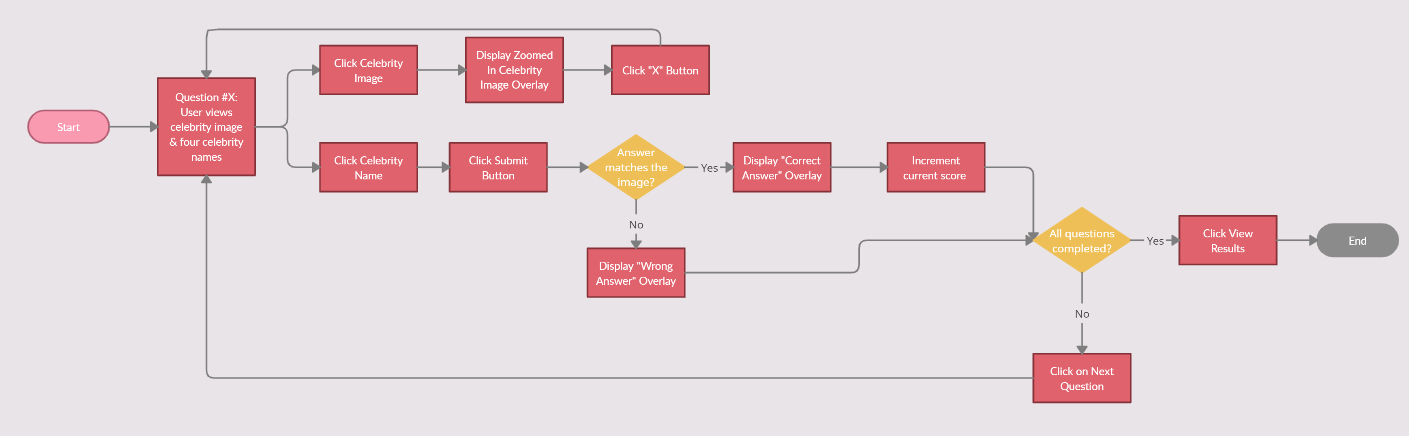 Start
Question #X:
User views
celebrity image
& four celebrity
names
Click Celebrity
Image
Display Zoomed
In Celebrity
Image Overlay
Click "X" Button
Click Celebrity
Name
Click Submit
Button
Answer
matches the
image?
Yes
Display "Correct
Answer" Overlay
Increment
current score
No
Display "Wrong
Answer" Overlay
All questions
completed?
Yes
Click View
Results
End
No
Click on Next
Question